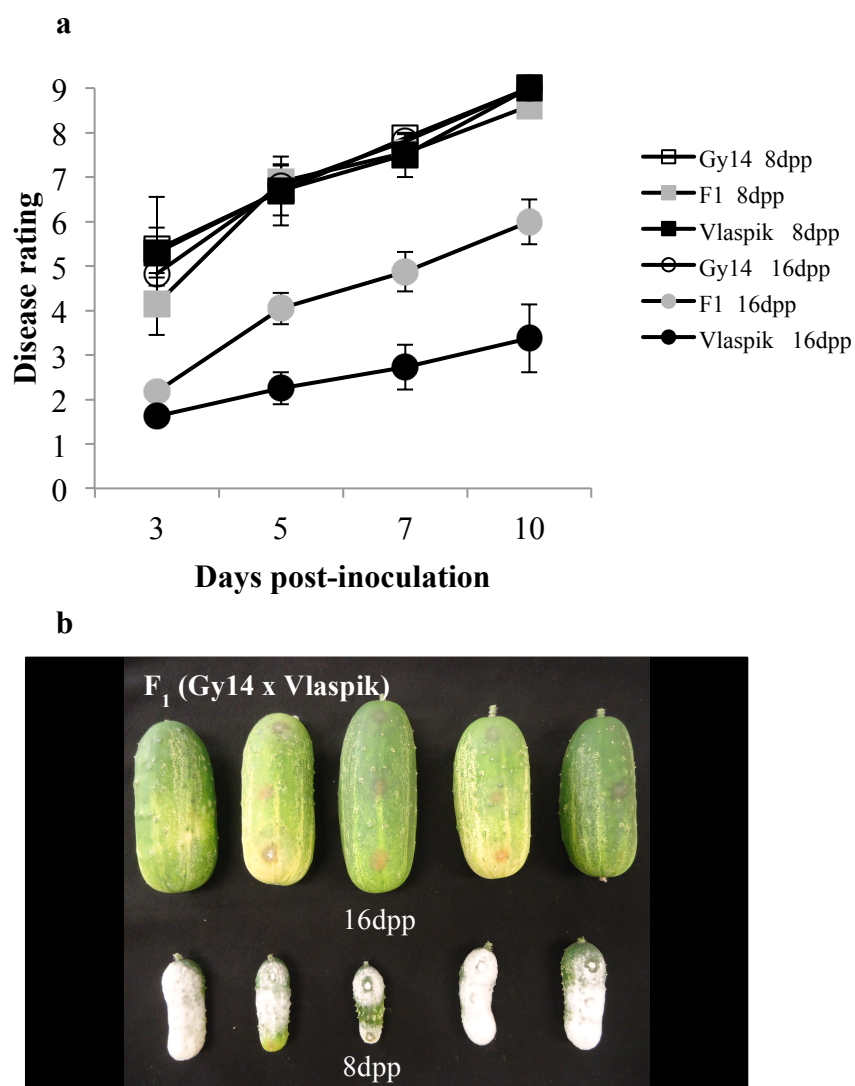 a
9
8
7
6
5
4
3
2
1
0
Disease rating
3 5 7 10
Days post-inoculation
Gy14 8dpp
F1 8dpp
Vlaspik 8dpp
Gy14 16dpp
F1 16dpp
Vlaspik 16dpp
b
F1 (Gy14 x Vlaspik)
16dpp
8dpp